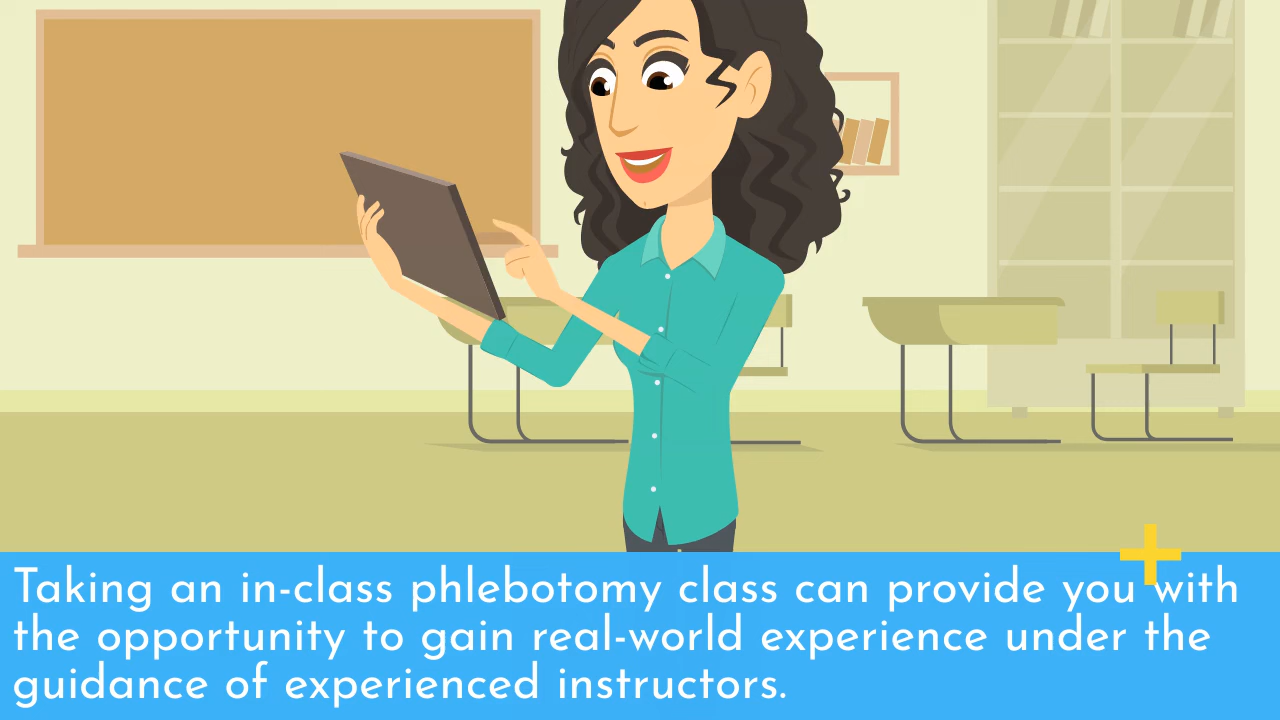 Taking an in-class phlebotomy class can provide you with
the opportunity to gain real-world experience under the
guidance of experienced instructors.